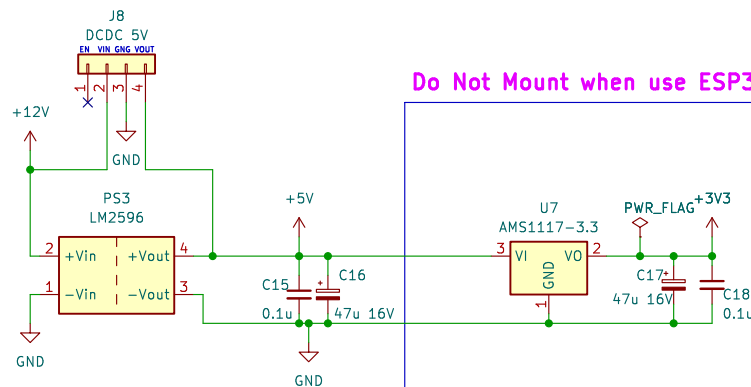 J8
DCDC 5V
EN VIN GNG VOUT
1 2 3 4
Do Not Mount when use ESP3
+12V
GND
PS3
LM2596
2 +Vin +Vout 4
1 -Vin -Vout 3
GND
+5V
C15
0.1u
C16
47u 16V
GND
U7
AMS1117-3.3
3 VI VO 2
GND
1
PWR_FLAG
+3V3
C17
47u 16V
C18
0.1u